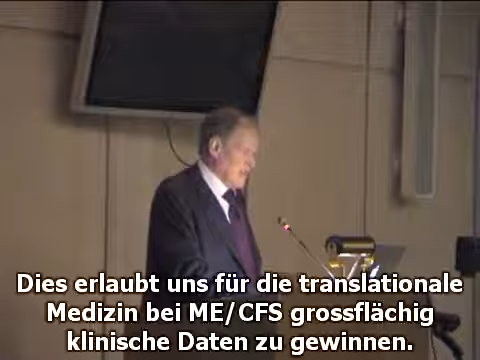 Dies erlaubt uns für die translationale
Medizin bei ME/CFS grossflächig
klinische Daten zu gewinnen.